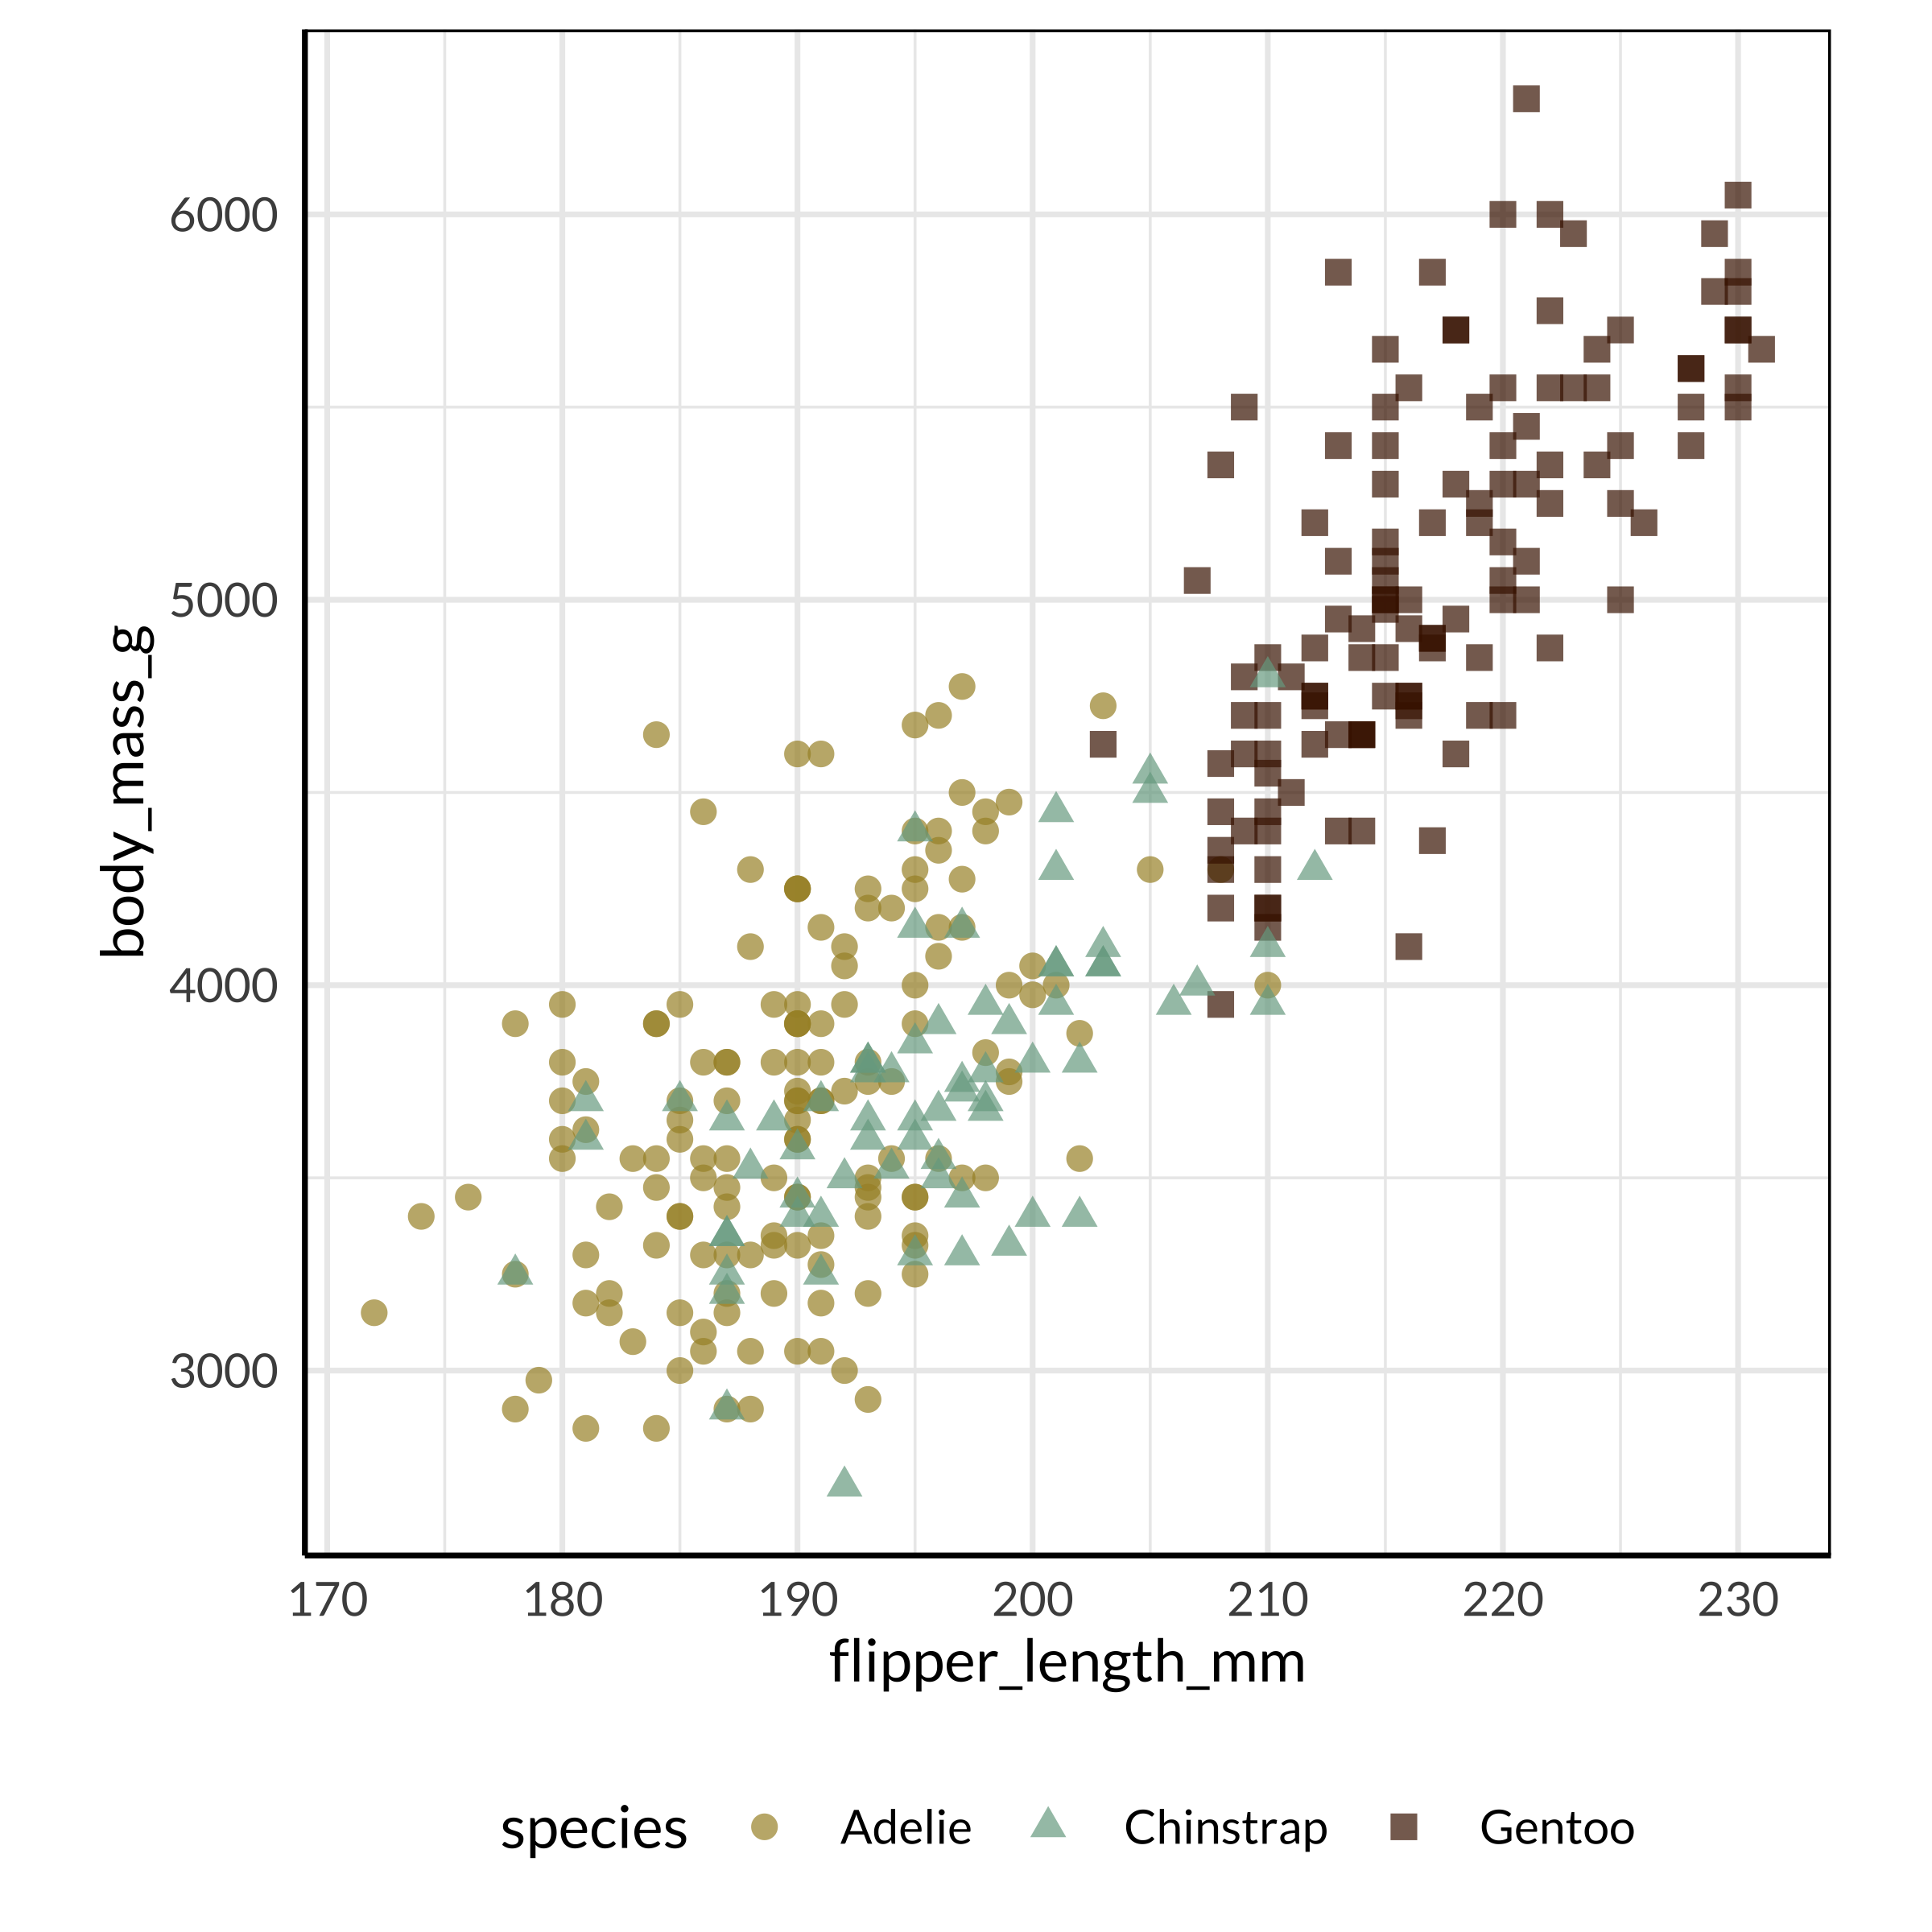 6000
5000
4000
3000
body_mass_g
170 180 190 200 210 220 230
flipper_length_mm
species Adelie Chinstrap Gentoo